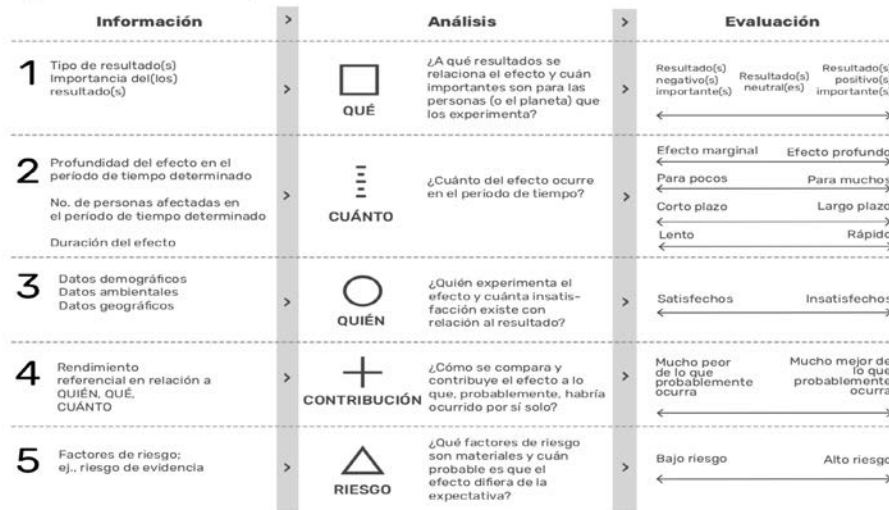 Información > Análisis > Evaluación
1
Tipo de resultado(s)
Importancia del(los)
resultado(s)
>
QUÉ
¿A qué resultados se
relaciona el efecto y cuán
importantes son para las
personas (o el planeta) que
los experimenta?
>
Resultado(s)
negativo(s)
importante(s)
Resultado(s)
neutral(es)
Resultado(s)
positivo(s)
importante(s)
2
Profundidad del efecto en el
período de tiempo determinado
No. de personas afectadas en
el período de tiempo determinado
Duración del efecto
>
CUÁNTO
¿Cuánto del efecto ocurre
en el periodo de tiempo?
>
Efecto marginal Efecto profundo
Para pocos Para muchos
Corto plazo Largo plazo
Lento Rápido
3
Datos demográficos
Datos ambientales
Datos geográficos
>
QUIÉN
¿Quién experimenta el
efecto y cuánta insatis-
facción existe con
relación al resultado?
>
Satisfechos Insatisfechos
4
Rendimiento
referencial en relación a
QUIÉN, QUÉ,
CUÁNTO
>
CONTRIBUCIÓN
¿Cómo se compara y
contribuye el efecto a lo
que, probablemente, habría
ocurrido por sí solo?
>
Mucho peor
de lo que
probablemente
ocurra
Mucho mejor de
lo que
probablemente
ocurra
5
Factores de riesgo;
ej., riesgo de evidencia
>
RIESGO
¿Qué factores de riesgo
son materiales y cuán
probable es que el
efecto difiera de la
expectativa?
>
Bajo riesgo Alto riesgo